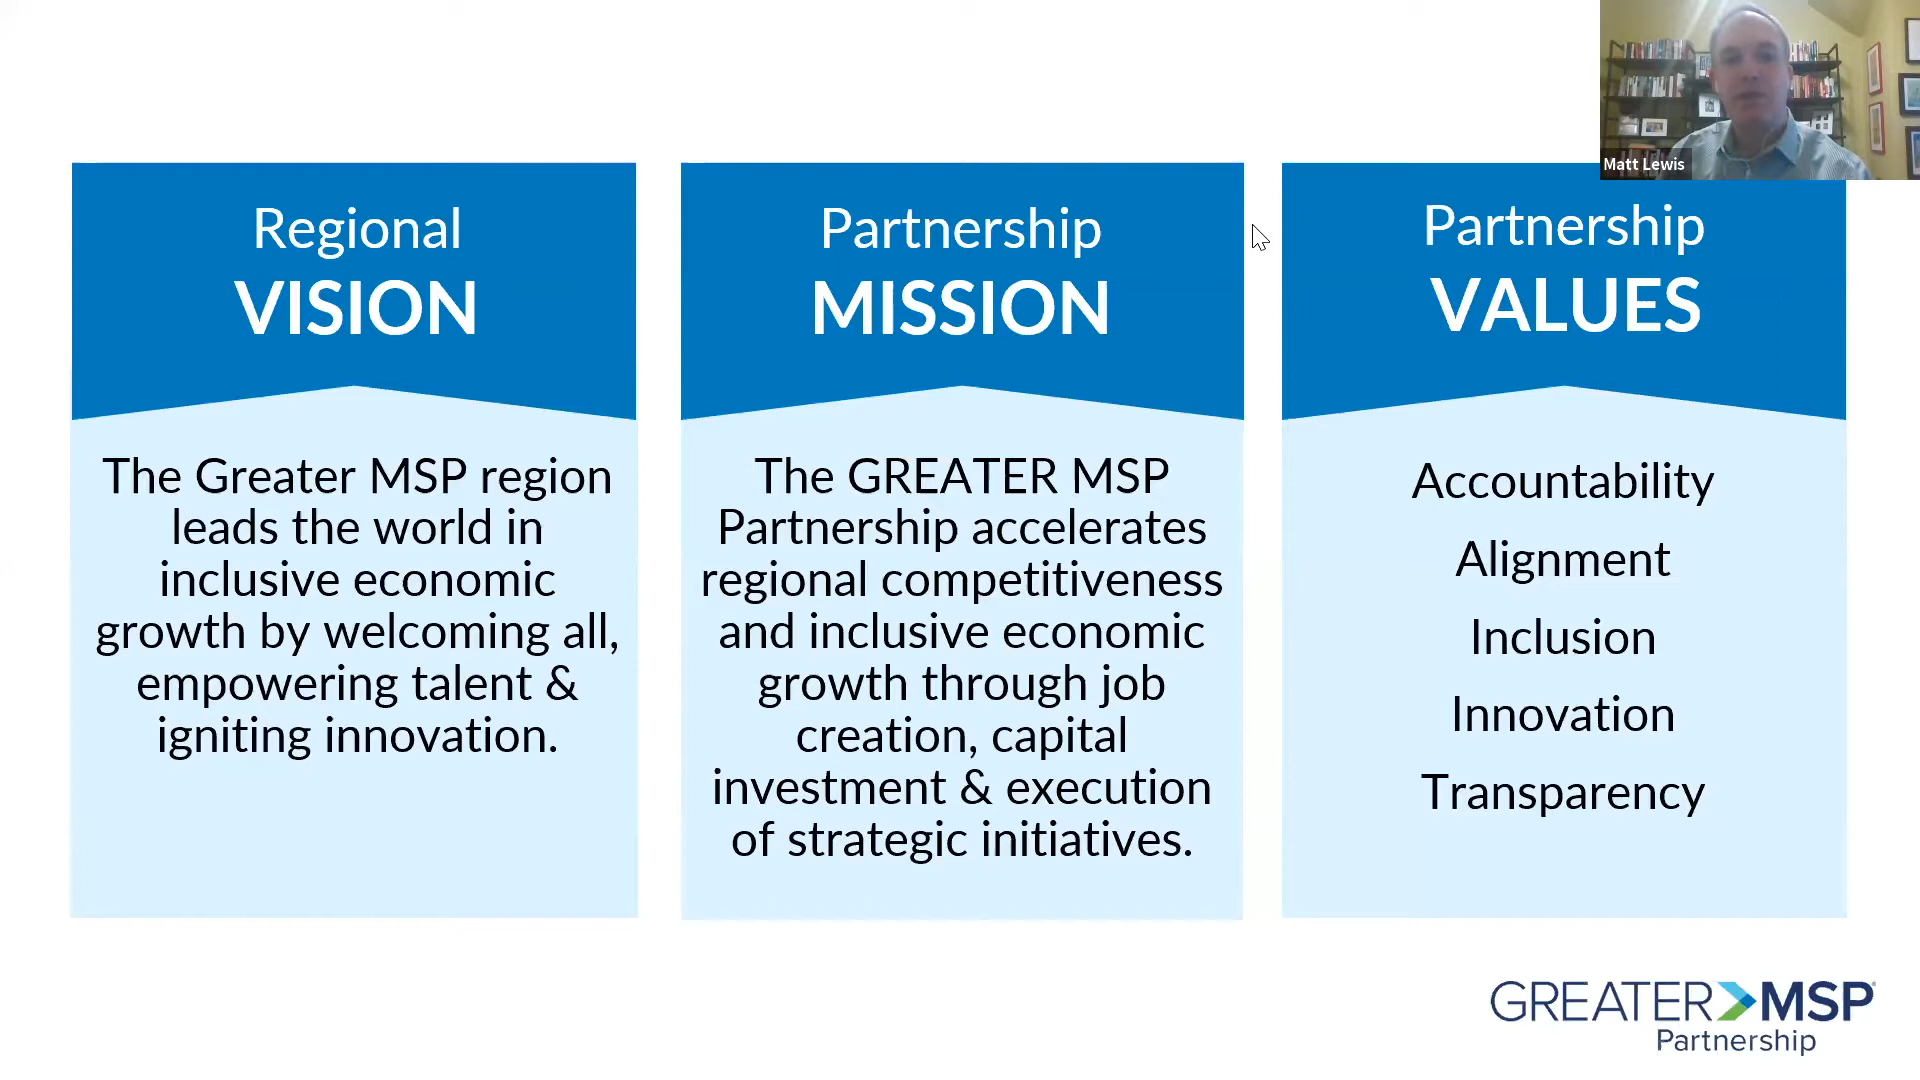 Matt Lewis
Regional
VISION
The Greater MSP region
leads the world in
inclusive economic
growth by welcoming all,
empowering talent &
igniting innovation.
Partnership
MISSION
The GREATER MSP
Partnership accelerates
regional competitiveness
and inclusive economic
growth through job
creation, capital
investment & execution
of strategic initiatives.
Partnership
VALUES
Accountability
Alignment
Inclusion
Innovation
Transparency
GREATER MSP
Partnership